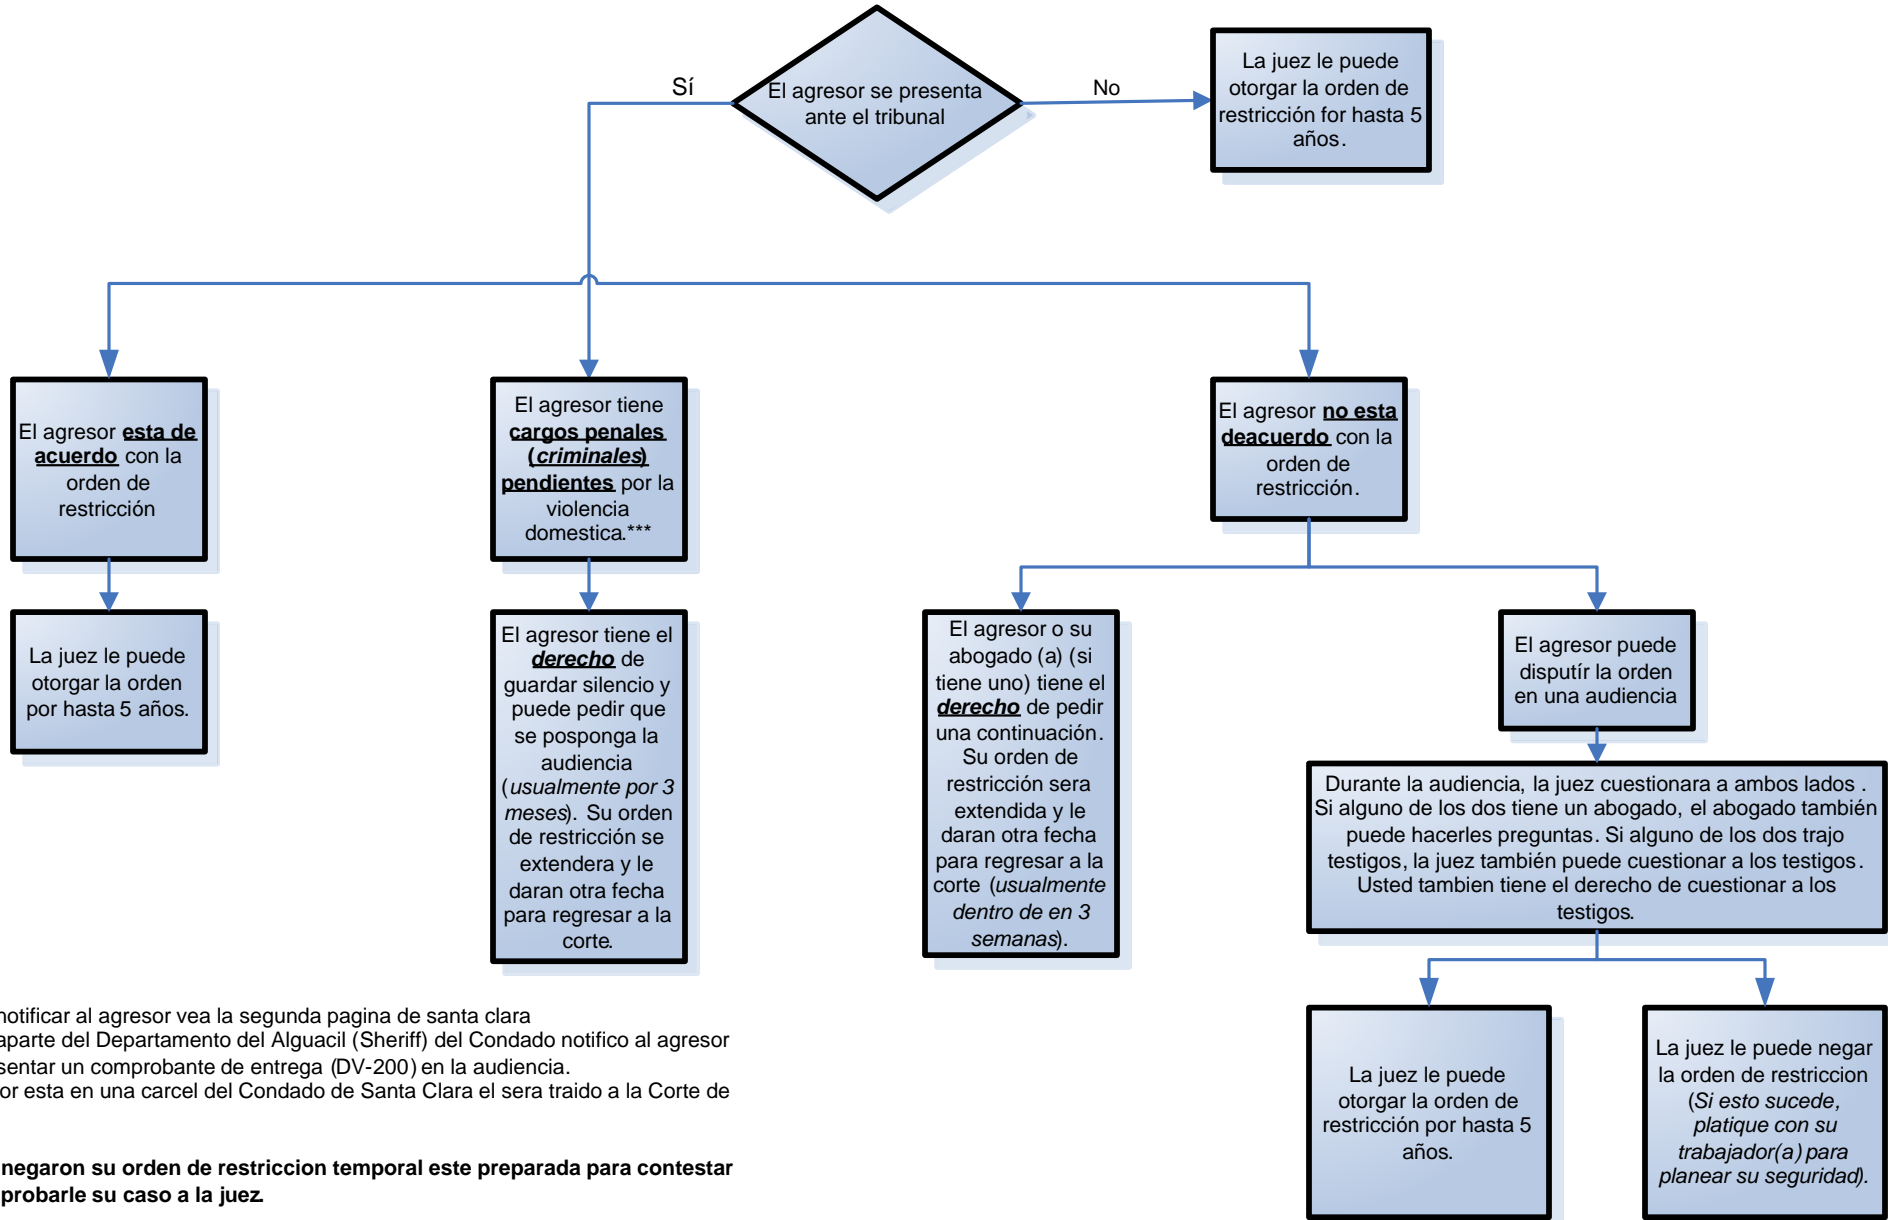 Sí
El agresor se presenta
ante el tribunal
No
La juez le puede
otorgar la orden de
restricción for hasta 5
años.
El agresor esta de
acuerdo con la
orden de
restricción
El agresor tiene
cargos penales
(criminales)
pendientes por la
violencia
domestica.***
El agresor no esta
deacuerdo con la
orden de
restricción.
La juez le puede
otorgar la orden
por hasta 5 años.
El agresor tiene el
derecho de
guardar silencio y
puede pedir que
se posponga la
audiencia
(usualmente por 3
meses). Su orden
de restricción se
extendera y le
daran otra fecha
para regresar a la
corte.
El agresor o su
abogado (a) (si
tiene uno) tiene el
derecho de pedir
una continuación.
Su orden de
restricción sera
extendida y le
daran otra fecha
para regresar a la
corte (usualmente
dentro de en 3
semanas).
El agresor puede
disputír la orden
en una audiencia
Durante la audiencia, la juez cuestionara a ambos lados .
Si alguno de los dos tiene un abogado, el abogado también
puede hacerles preguntas. Si alguno de los dos trajo
testigos, la juez también puede cuestionar a los testigos.
Usted tambien tiene el derecho de cuestionar a los
testigos.
La juez le puede
otorgar la orden de
restricción por hasta 5
años.
La juez le puede negar
la orden de restriccion
(Si esto sucede,
platique con su
trabajador(a) para
planear su seguridad).
notificar al agresor vea la segunda pagina de santa clara
aparte del Departamento del Alguacil (Sheriff) del Condado notifico al agresor
sentar un comprobante de entrega (DV-200) en la audiencia.
or esta en una carcel del Condado de Santa Clara el sera traido a la Corte de
negaron su orden de restriccion temporal este preparada para contestar
probarle su caso a la juez.